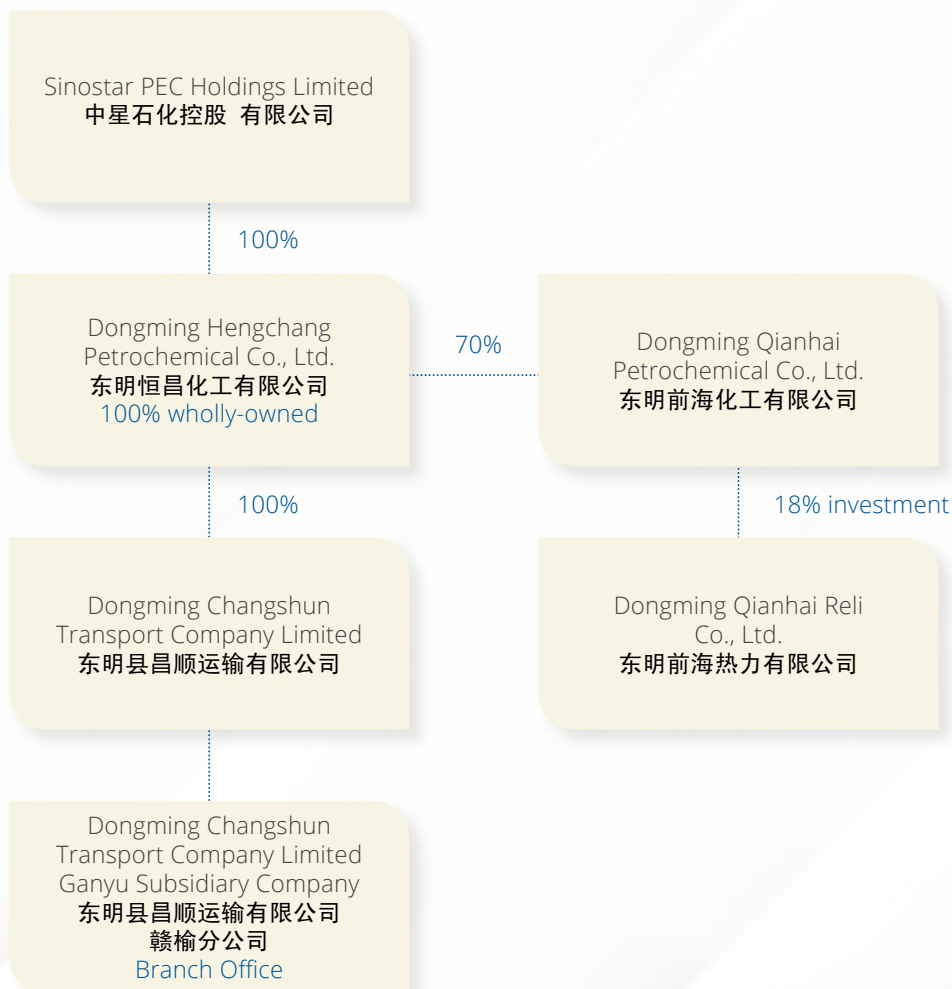 Sinostar PEC Holdings Limited
中星石化控股 有限公司
100%
Dongming Hengchang
Petrochemical Co., Ltd.
东明恒昌化工有限公司
100% wholly-owned
70%
Dongming Qianhai
Petrochemical Co., Ltd.
东明前海化工有限公司
100%
18% investment
Dongming Changshun
Transport Company Limited
东明县昌顺运输有限公司
Dongming Qianhai Reli
Co., Ltd.
东明前海热力有限公司
Dongming Changshun
Transport Company Limited
Ganyu Subsidiary Company
东明县昌顺运输有限公司
赣榆分公司
Branch Office